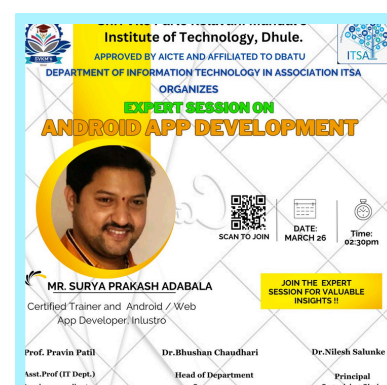 Institute of Technology, Dhule.
APPROVED BY AICTE AND AFFILIATED TO DBATU
DEPARTMENT OF INFORMATION TECHNOLOGY IN ASSOCIATION ITSA
ORGANIZES
EXPERT SESSION ON
ANDROID APP DEVELOPMENT
SVKM'S
ITSA
SCAN TO JOIN
DATE:
MARCH 26
Time:
02:30pm
MR. SURYA PRAKASH ADABALA
Certified Trainer and Android / Web
App Developer, Inlustro
JOIN THE EXPERT
SESSION FOR VALUABLE
INSIGHTS !!
Prof. Pravin Patil
Dr.Bhushan Chaudhari
Dr.Nilesh Salunke
Asst.Prof (IT Dept.)
Head of Department
Principal